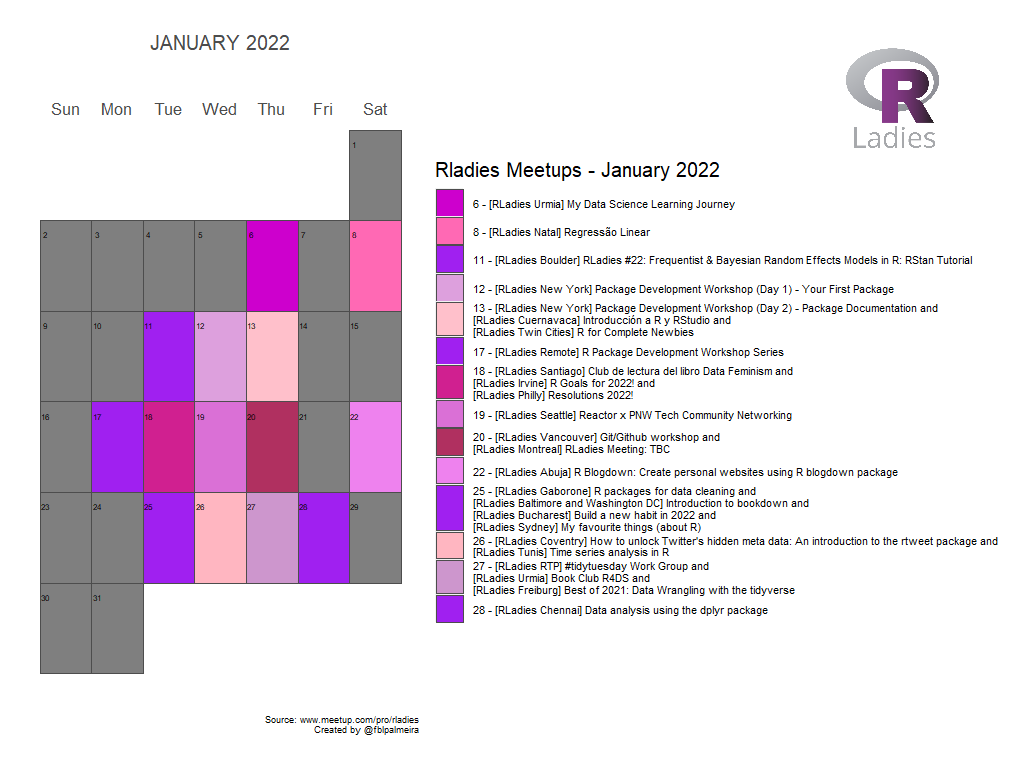 JANUARY 2022
Sun Mon Tue Wed Thu Fri Sat
1
2 3 4 5 6 7 8
9 10 11 12 13 14 15
16 17 18 19 20 21 22
23 24 25 26 27 28 29
30 31
R
Ladies
Rladies Meetups - January 2022
6 - [RLadies Urmia] My Data Science Learning Journey
8 - [RLadies Natal] Regressão Linear
11 - [RLadies Boulder] RLadies #22: Frequentist & Bayesian Random Effects Models in R: RStan Tutorial
12 - [RLadies New York] Package Development Workshop (Day 1) - Your First Package
13 - [RLadies New York] Package Development Workshop (Day 2) - Package Documentation and
[RLadies Cuernavaca] Introducción a R y RStudio and
[RLadies Twin Cities] R for Complete Newbies
17 - [RLadies Remote] R Package Development Workshop Series
18 - [RLadies Santiago] Club de lectura del libro Data Feminism and
[RLadies Irvine] R Goals for 2022! and
[RLadies Philly] Resolutions 2022!
19 - [RLadies Seattle] Reactor x PNW Tech Community Networking
20 - [RLadies Vancouver] Git/Github workshop and
[RLadies Montreal] RLadies Meeting: TBC
22 - [RLadies Abuja] R Blogdown: Create personal websites using R blogdown package
25 - [RLadies Gaborone] R packages for data cleaning and
[RLadies Baltimore and Washington DC] Introduction to bookdown and
[RLadies Bucharest] Build a new habit in 2022 and
[RLadies Sydney] My favourite things (about R)
26 - [RLadies Coventry] How to unlock Twitter's hidden meta data: An introduction to the rtweet package and
[RLadies Tunis] Time series analysis in R
27 - [RLadies RTP] #tidytuesday Work Group and
[RLadies Urmia] Book Club R4DS and
[RLadies Freiburg] Best of 2021: Data Wrangling with the tidyverse
28 - [RLadies Chennai] Data analysis using the dplyr package
Source: www.meetup.com/pro/rladies
Created by @fblpalmeira